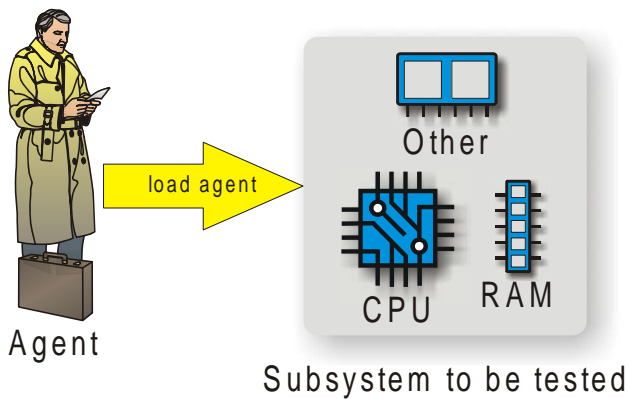 Other
load agent
CPU
RAM
Agent
Subsystem to be tested